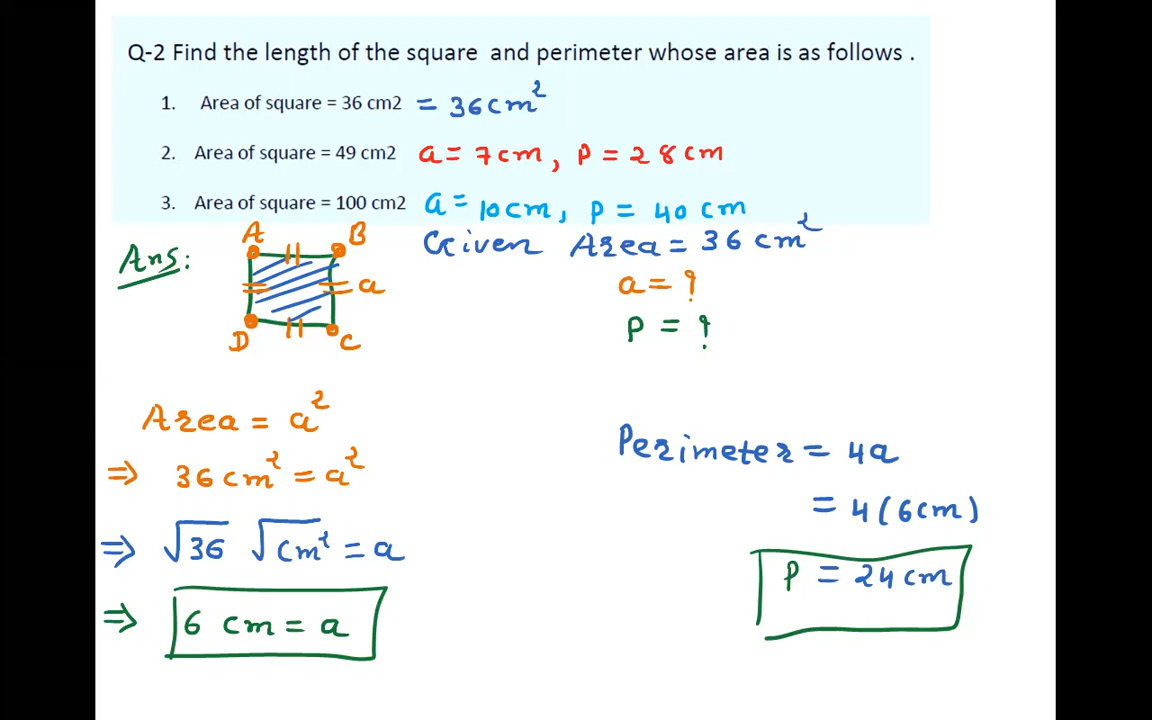 Q-2 Find the length of the square and perimeter whose area is as follows .
1. Area of square = 36 cm2 = 36 cm²
2. Area of square = 49 cm2 a = 7 cm, P = 28 cm
3. Area of square = 100 cm2 a = 10 cm, P = 40 cm
Ans:
A B
a
D C
Given Area = 36 cm²
a = ?
P = ?
Area = a²
⇒ 36 cm² = a²
⇒ √36 √cm² = a
⇒ 6 cm = a
Perimeter = 4a
= 4 (6 cm)
P = 24 cm